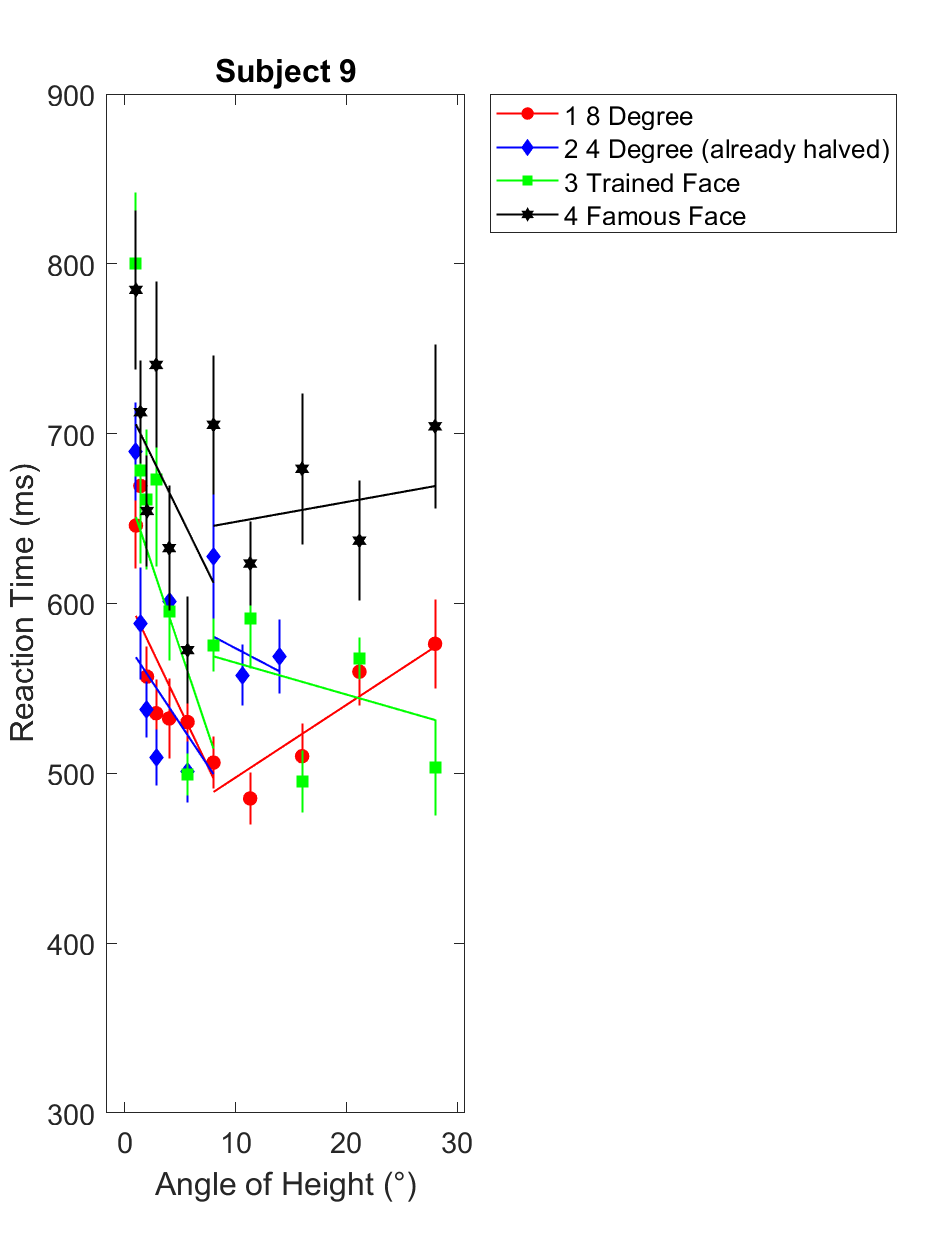 Subject 9
900
800
700
600
500
400
300
0 10 20 30
Reaction Time (ms)
Angle of Height (°)
1 8 Degree
2 4 Degree (already halved)
3 Trained Face
4 Famous Face